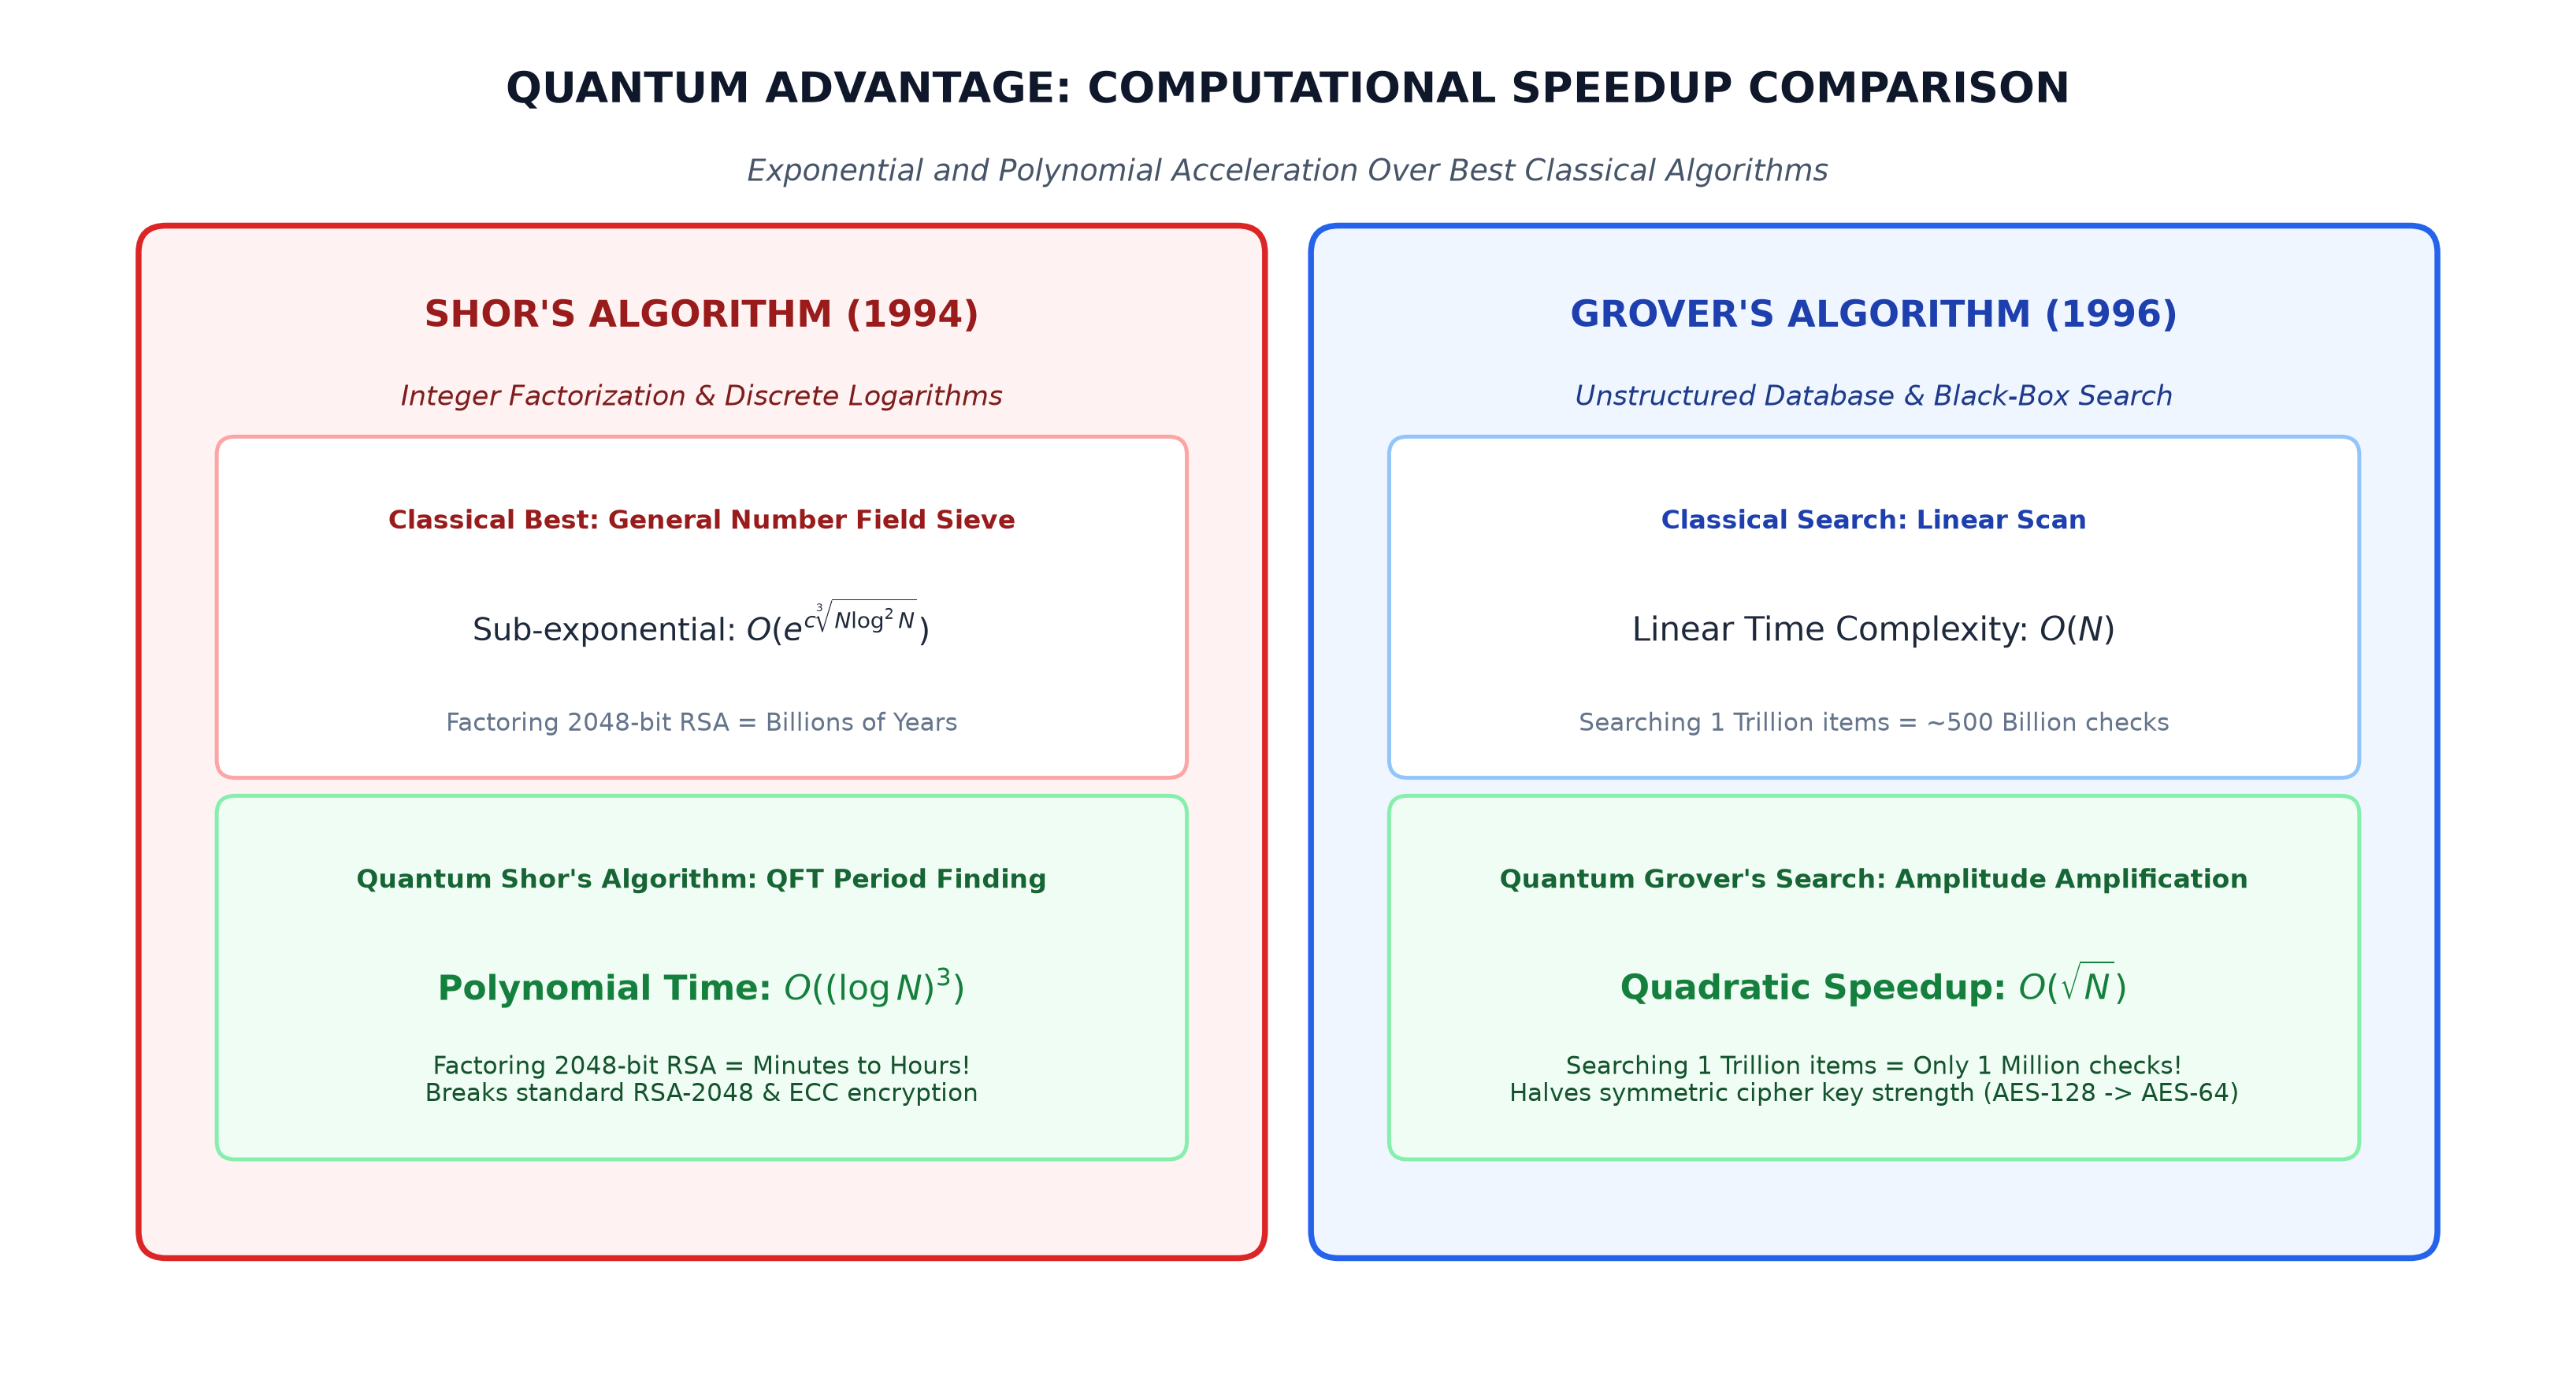 QUANTUM ADVANTAGE: COMPUTATIONAL SPEEDUP COMPARISON
Exponential and Polynomial Acceleration Over Best Classical Algorithms
SHOR'S ALGORITHM (1994)
Integer Factorization & Discrete Logarithms
Classical Best: General Number Field Sieve
Sub-exponential: $O(e^{c\sqrt[3]{N \log^2 N}})$
Factoring 2048-bit RSA = Billions of Years
Quantum Shor's Algorithm: QFT Period Finding
Polynomial Time: $O((\log N)^3)$
Factoring 2048-bit RSA = Minutes to Hours!
Breaks standard RSA-2048 & ECC encryption
GROVER'S ALGORITHM (1996)
Unstructured Database & Black-Box Search
Classical Search: Linear Scan
Linear Time Complexity: $O(N)$
Searching 1 Trillion items = ~500 Billion checks
Quantum Grover's Search: Amplitude Amplification
Quadratic Speedup: $O(\sqrt{N})$
Searching 1 Trillion items = Only 1 Million checks!
Halves symmetric cipher key strength (AES-128 -> AES-64)